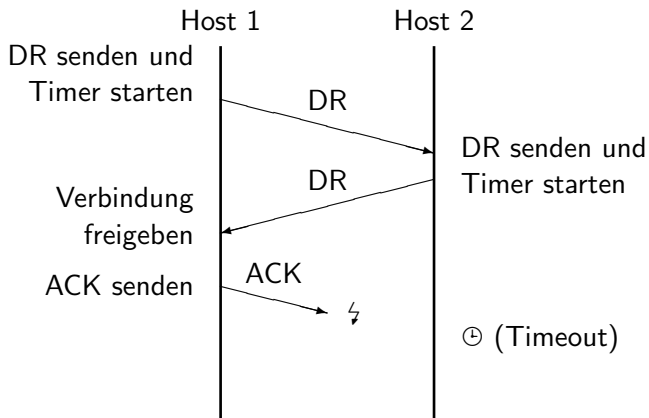 Host 1
Host 2
DR senden und
Timer starten
DR
DR senden und
Timer starten
DR
Verbindung
freigeben
ACK senden
ACK
(Timeout)